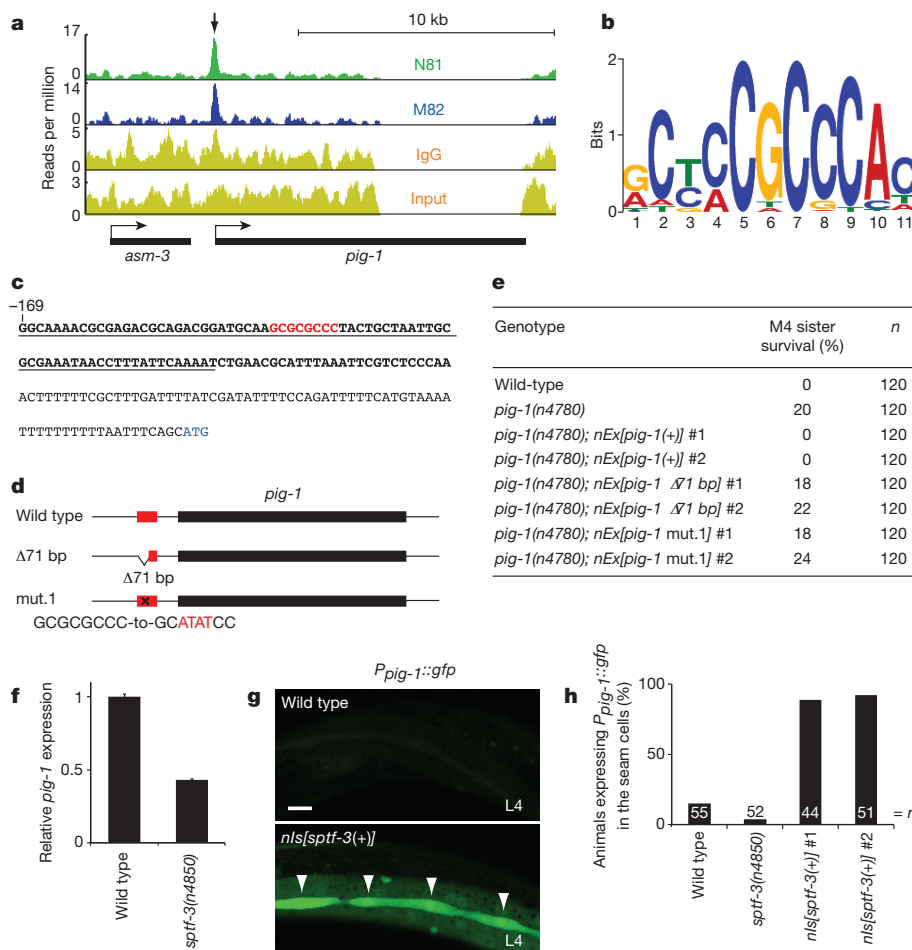 a
10 kb
17
0
N81
14
0
M82
5
0
IgG
3
0
Input
Reads per million
asm-3
pig-1
b
2
1
0
Bits
1 2 3 4 5 6 7 8 9 10 11
c
–169
GGCAAAACGCGAGACGCAGACGGATGCAAGCGCGCCCTACTGCTAATTGC
GCGAAATAACCTTTATTCAAAATCTGAACGCATTTAAATTCGTCTCCCAA
ACTTTTTTCGCTTTGATTTTATCGATATTTTCCAGATTTTTCATGTAAAA
TTTTTTTTTTAATTTCAGCATG
d
pig-1
Wild type
Δ71 bp
Δ71 bp
mut.1
GCGCGCCC-to-GCATATCC
e
Genotype M4 sister survival (%) n
Wild-type 0 120
pig-1(n4780) 20 120
pig-1(n4780); nEx[pig-1(+)] #1 0 120
pig-1(n4780); nEx[pig-1(+)] #2 0 120
pig-1(n4780); nEx[pig-1 Δ71 bp] #1 18 120
pig-1(n4780); nEx[pig-1 Δ71 bp] #2 22 120
pig-1(n4780); nEx[pig-1 mut.1] #1 18 120
pig-1(n4780); nEx[pig-1 mut.1] #2 24 120
f
Relative pig-1 expression
1
0.5
0
Wild type
sptf-3(n4850)
g
Ppig-1::gfp
Wild type
L4
nIs[sptf-3(+)]
L4
h
Animals expressing Ppig-1::gfp
in the seam cells (%)
100
50
0
55 52 44 51 = n
Wild type
sptf-3(n4850)
nIs[sptf-3(+)] #1
nIs[sptf-3(+)] #2